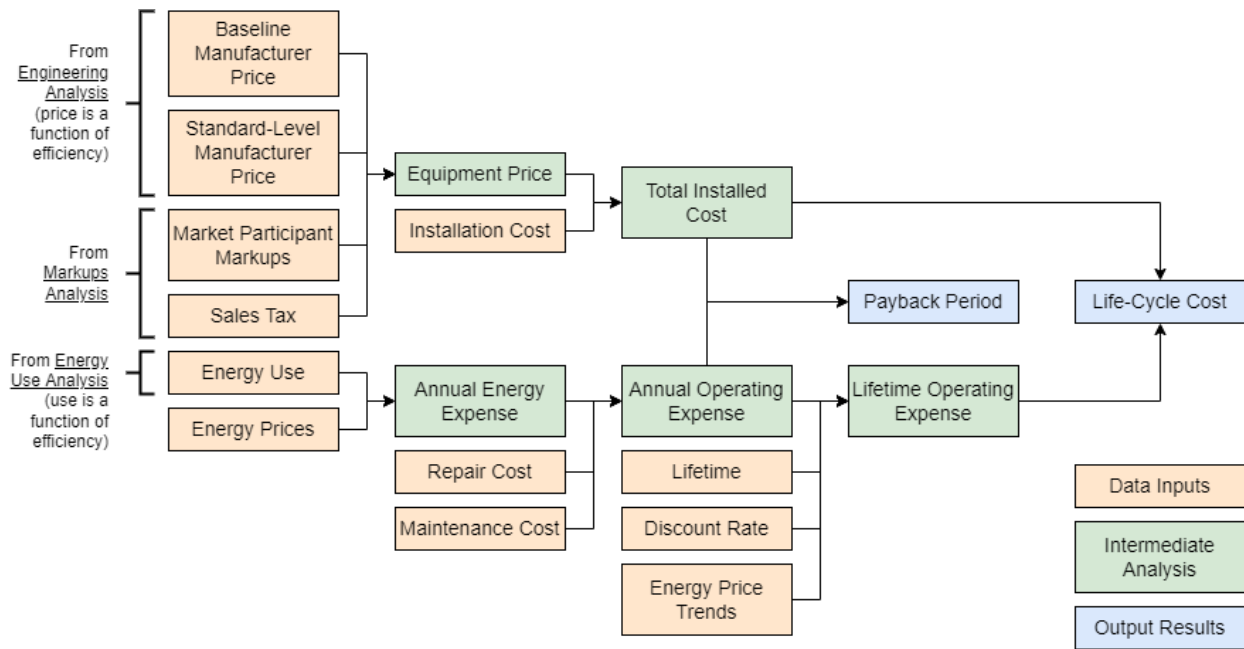 From
Engineering
Analysis
(price is a
function of
efficiency)
Baseline
Manufacturer
Price
Standard-Level
Manufacturer
Price
From
Markups
Analysis
Market Participant
Markups
Sales Tax
From Energy
Use Analysis
(use is a
function of
efficiency)
Energy Use
Energy Prices
Equipment Price
Installation Cost
Annual Energy
Expense
Repair Cost
Maintenance Cost
Total Installed
Cost
Annual Operating
Expense
Lifetime
Discount Rate
Energy Price
Trends
Payback Period
Lifetime Operating
Expense
Life-Cycle Cost
Data Inputs
Intermediate
Analysis
Output Results